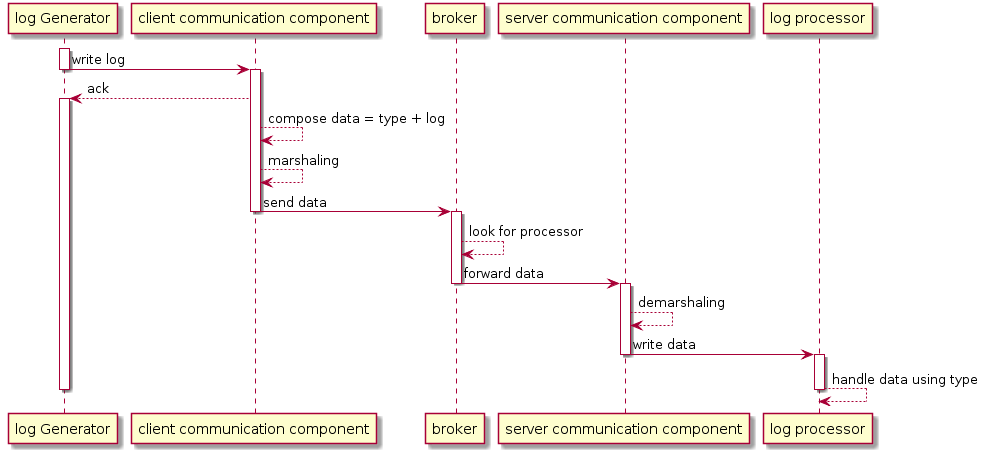 log Generator
client communication component
broker
server communication component
log processor
write log
ack
compose data = type + log
marshaling
send data
look for processor
forward data
demarshaling
write data
handle data using type
log Generator
client communication component
broker
server communication component
log processor